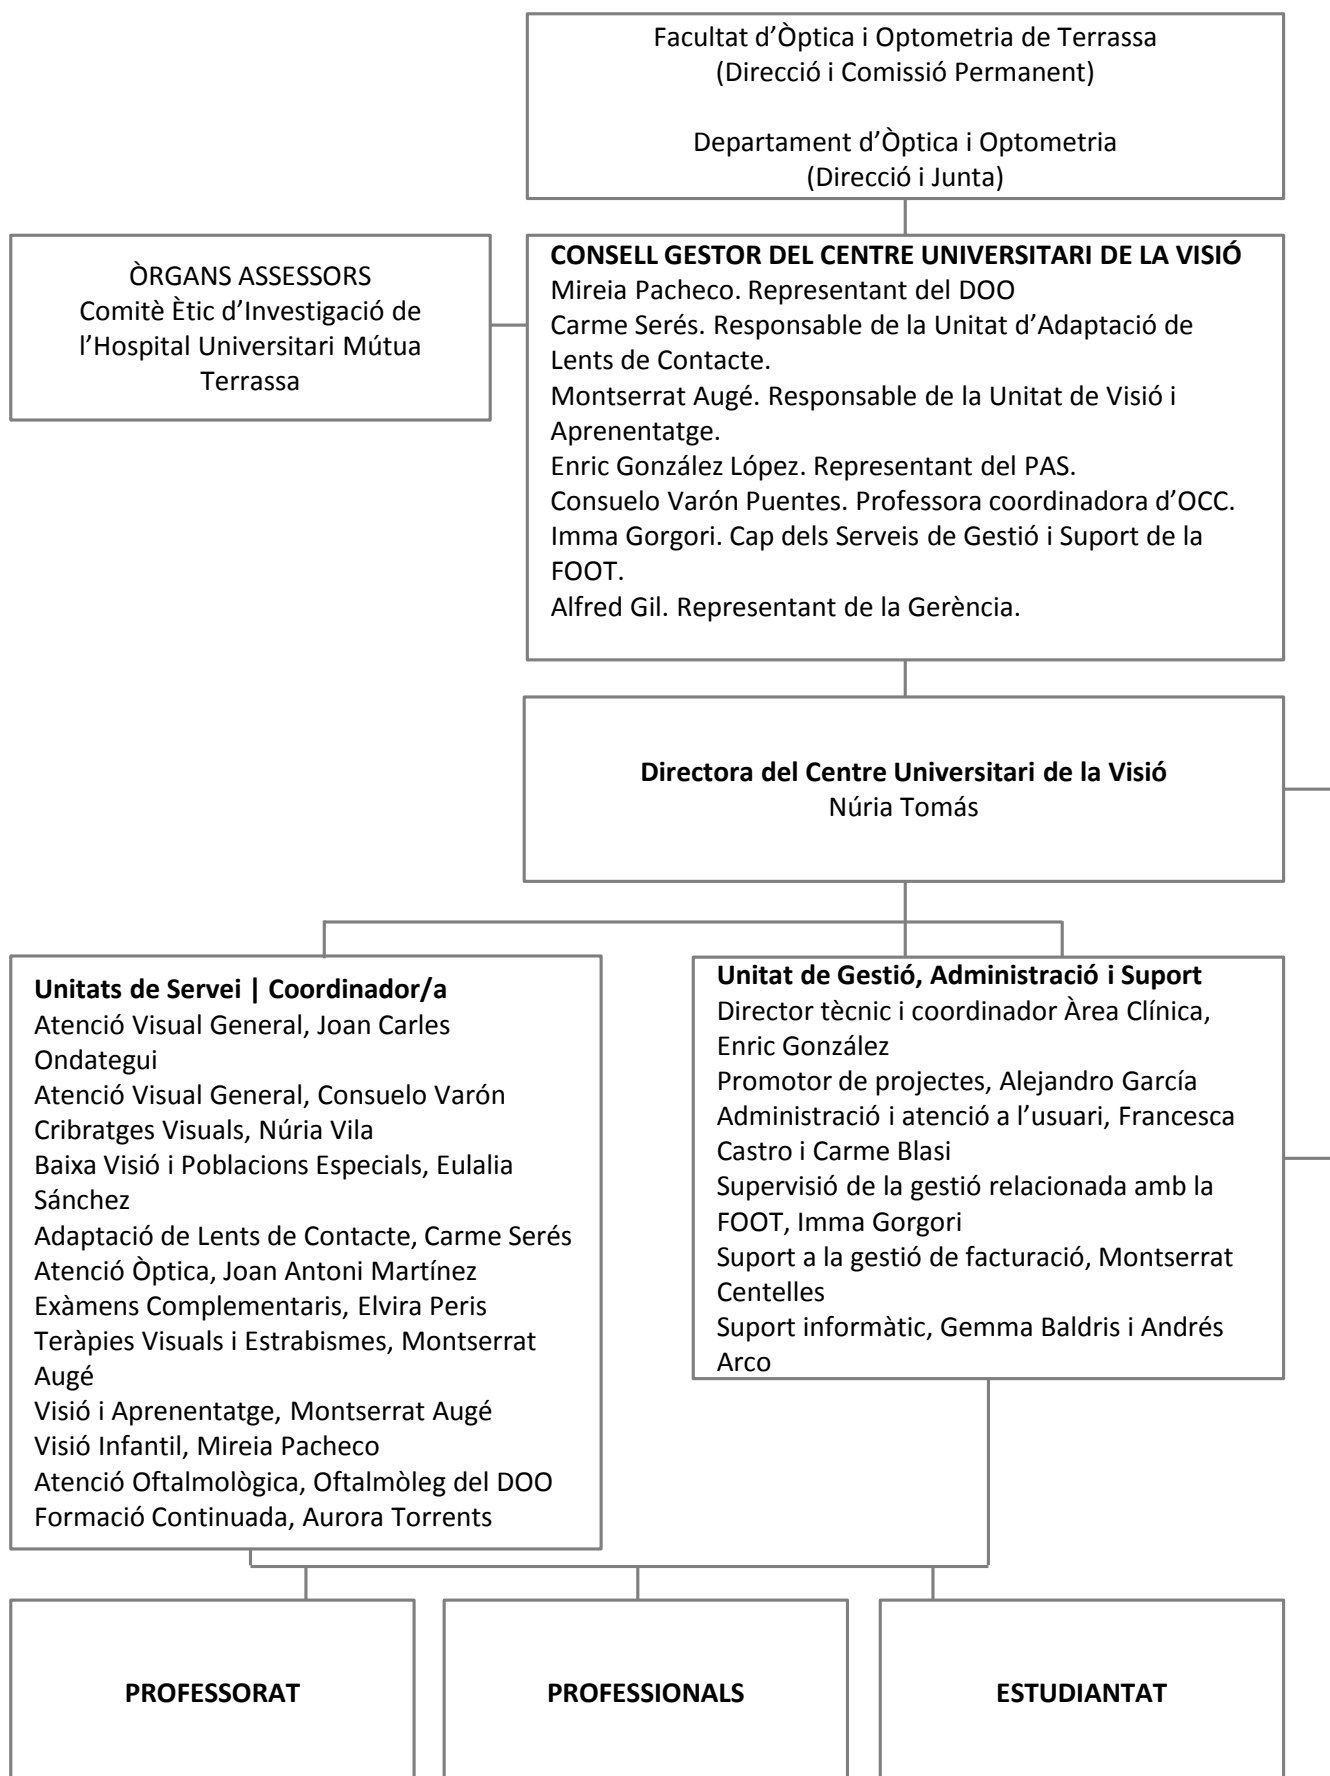 Facultat d’Òptica i Optometria de Terrassa
(Direcció i Comissió Permanent)
Departament d’Òptica i Optometria
(Direcció i Junta)
ÒRGANS ASSESSORS
Comitè Ètic d’Investigació de
l’Hospital Universitari Mútua
Terrassa
CONSELL GESTOR DEL CENTRE UNIVERSITARI DE LA VISIÓ
Mireia Pacheco. Representant del DOO
Carme Serés. Responsable de la Unitat d’Adaptació de
Lents de Contacte.
Montserrat Augé. Responsable de la Unitat de Visió i
Aprenentatge.
Enric González López. Representant del PAS.
Consuelo Varón Puentes. Professora coordinadora d’OCC.
Imma Gorgori. Cap dels Serveis de Gestió i Suport de la
FOOT.
Alfred Gil. Representant de la Gerència.
Directora del Centre Universitari de la Visió
Núria Tomás
Unitats de Servei | Coordinador/a
Atenció Visual General, Joan Carles
Ondategui
Atenció Visual General, Consuelo Varón
Cribratges Visuals, Núria Vila
Baixa Visió i Poblacions Especials, Eulalia
Sánchez
Adaptació de Lents de Contacte, Carme Serés
Atenció Òptica, Joan Antoni Martínez
Exàmens Complementaris, Elvira Peris
Teràpies Visuals i Estrabismes, Montserrat
Augé
Visió i Aprenentatge, Montserrat Augé
Visió Infantil, Mireia Pacheco
Atenció Oftalmològica, Oftalmòleg del DOO
Formació Continuada, Aurora Torrents
Unitat de Gestió, Administració i Suport
Director tècnic i coordinador Àrea Clínica,
Enric González
Promotor de projectes, Alejandro García
Administració i atenció a l’usuari, Francesca
Castro i Carme Blasi
Supervisió de la gestió relacionada amb la
FOOT, Imma Gorgori
Suport a la gestió de facturació, Montserrat
Centelles
Suport informàtic, Gemma Baldris i Andrés
Arco
PROFESSORAT
PROFESSIONALS
ESTUDIANTAT